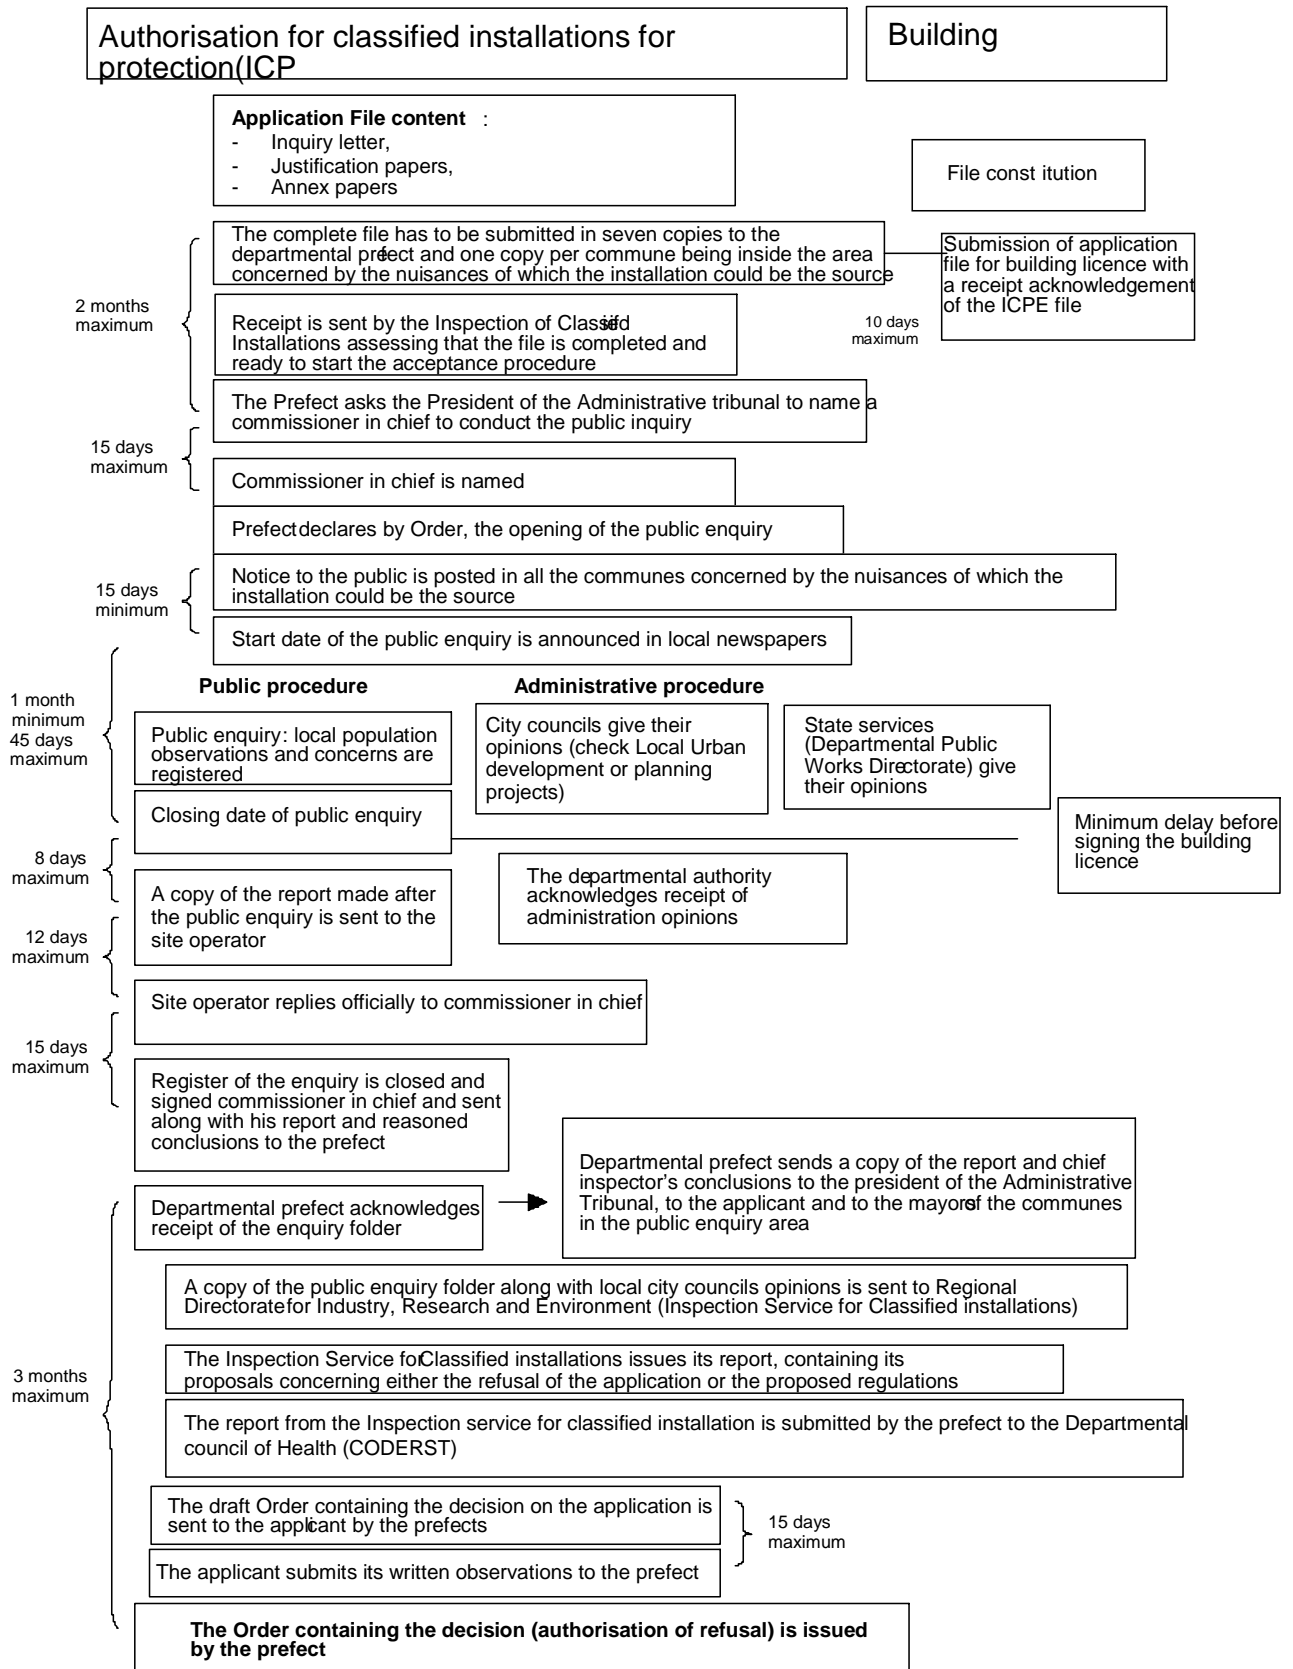 Authorisation for classified installations for
protection(ICP
Building
Application File content :
- Inquiry letter,
- Justification papers,
- Annex papers
File const itution
2 months
maximum
The complete file has to be submitted in seven copies to the
departmental prefect and one copy per commune being inside the area
concerned by the nuisances of which the installation could be the source
Submission of application
file for building licence with
a receipt acknowledgement
of the ICPE file
10 days
maximum
Receipt is sent by the Inspection of Classified
Installations assessing that the file is completed and
ready to start the acceptance procedure
The Prefect asks the President of the Administrative tribunal to name a
commissioner in chief to conduct the public inquiry
15 days
maximum
Commissioner in chief is named
Prefect declares by Order, the opening of the public enquiry
15 days
minimum
Notice to the public is posted in all the communes concerned by the nuisances of which the
installation could be the source
Start date of the public enquiry is announced in local newspapers
1 month
minimum
45 days
maximum
Public procedure
Administrative procedure
Public enquiry: local population
observations and concerns are
registered
City councils give their
opinions (check Local Urban
development or planning
projects)
State services
(Departmental Public
Works Directorate) give
their opinions
Closing date of public enquiry
Minimum delay before
signing the building
licence
8 days
maximum
A copy of the report made after
the public enquiry is sent to the
site operator
The departmental authority
acknowledges receipt of
administration opinions
12 days
maximum
Site operator replies officially to commissioner in chief
15 days
maximum
Register of the enquiry is closed and
signed commissioner in chief and sent
along with his report and reasoned
conclusions to the prefect
Departmental prefect acknowledges
receipt of the enquiry folder
Departmental prefect sends a copy of the report and chief
inspector's conclusions to the president of the Administrative
Tribunal, to the applicant and to the mayors of the communes
in the public enquiry area
3 months
maximum
A copy of the public enquiry folder along with local city councils opinions is sent to Regional
Directorate for Industry, Research and Environment (Inspection Service for Classified installations)
The Inspection Service for Classified installations issues its report, containing its
proposals concerning either the refusal of the application or the proposed regulations
The report from the Inspection service for classified installation is submitted by the prefect to the Departmental
council of Health (CODERST)
The draft Order containing the decision on the application is
sent to the applicant by the prefects
15 days
maximum
The applicant submits its written observations to the prefect
The Order containing the decision (authorisation of refusal) is issued
by the prefect